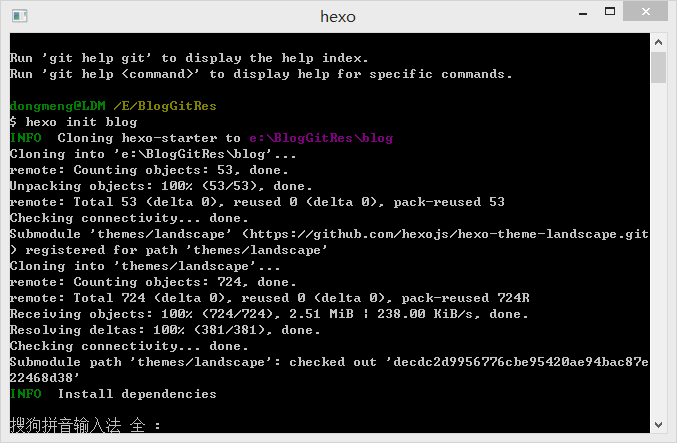 hexo
Run 'git help git' to display the help index.
Run 'git help <command>' to display help for specific commands.
dongmeng@LDM /E/BlogGitRes
$ hexo init blog
INFO  Cloning hexo-starter to e:\BlogGitRes\blog
Cloning into 'e:\BlogGitRes\blog'...
remote: Counting objects: 53, done.
Unpacking objects: 100% (53/53), done.
remote: Total 53 (delta 0), reused 0 (delta 0), pack-reused 53
Checking connectivity... done.
Submodule 'themes/landscape' (https://github.com/hexojs/hexo-theme-landscape.git
) registered for path 'themes/landscape'
Cloning into 'themes/landscape'...
remote: Counting objects: 724, done.
remote: Total 724 (delta 0), reused 0 (delta 0), pack-reused 724R
Receiving objects: 100% (724/724), 2.51 MiB ¦ 238.00 KiB/s, done.
Resolving deltas: 100% (381/381), done.
Checking connectivity... done.
Submodule path 'themes/landscape': checked out 'decdc2d9956776cbe95420ae94bac87e
22468d38'
INFO  Install dependencies
搜狗拼音输入法 全 :